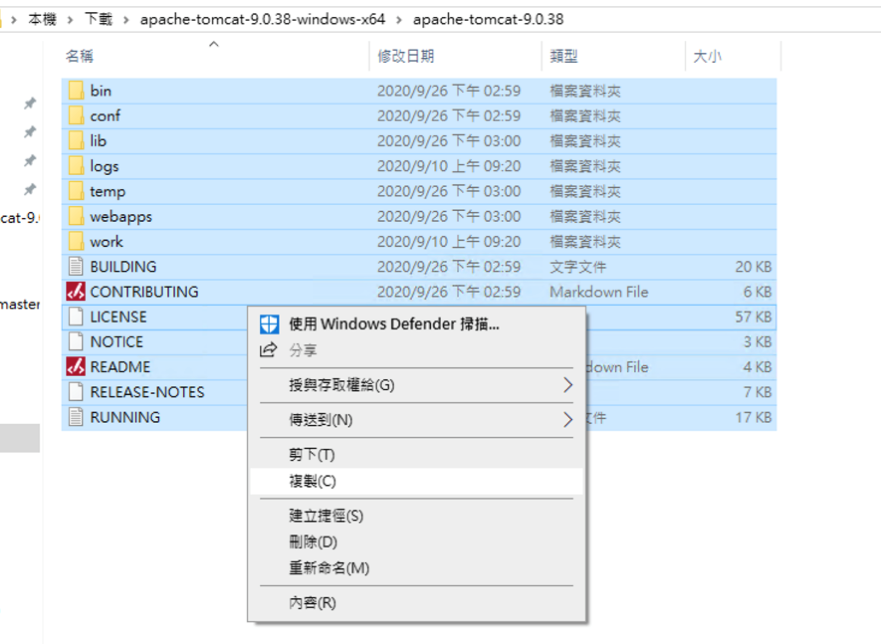 本機 > 下載 > apache-tomcat-9.0.38-windows-x64 > apache-tomcat-9.0.38
名稱 修改日期 類型 大小
bin 2020/9/26 下午 02:59 檔案資料夾
conf 2020/9/26 下午 02:59 檔案資料夾
lib 2020/9/26 下午 03:00 檔案資料夾
logs 2020/9/10 上午 09:20 檔案資料夾
temp 2020/9/26 下午 03:00 檔案資料夾
cat-9.0 webapps 2020/9/26 下午 03:00 檔案資料夾
work 2020/9/10 上午 09:20 檔案資料夾
BUILDING 2020/9/26 下午 02:59 文字文件 20 KB
master CONTRIBUTING 2020/9/26 下午 02:59 Markdown File 6 KB
LICENSE 57 KB
NOTICE 3 KB
README down File 4 KB
RELEASE-NOTES 7 KB
RUNNING 文件 17 KB
使用 Windows Defender 掃描...
分享
授與存取權給(G)
傳送到(N)
剪下(T)
複製(C)
建立捷徑(S)
刪除(D)
重新命名(M)
內容(R)